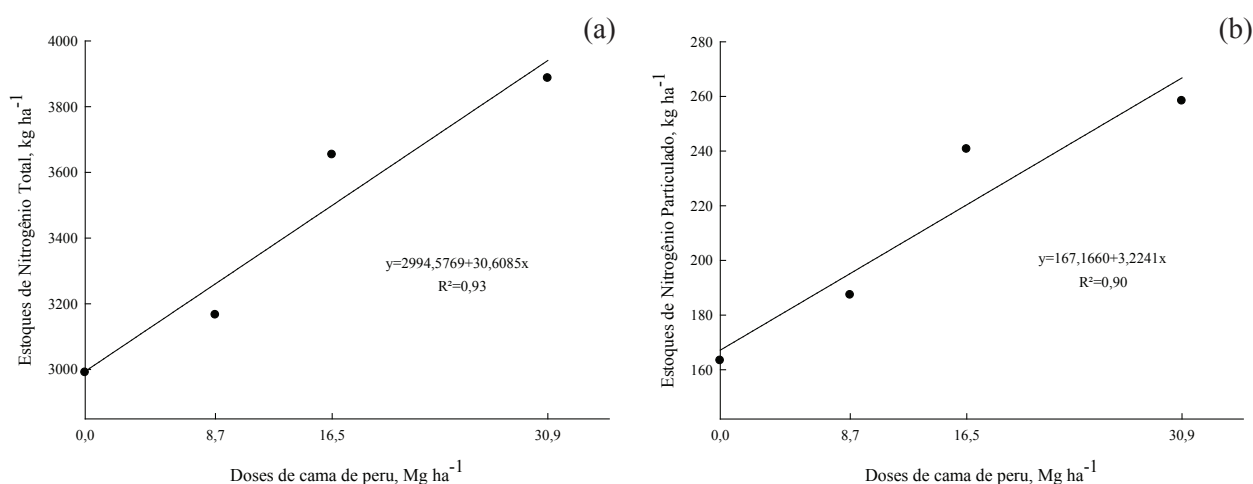 (a)
Estoques de Nitrogênio Total, kg ha-1
4000
3800
3600
3400
3200
3000
y=2994,5769+30,6085x
R²=0,93
0,0 8,7 16,5 30,9
Doses de cama de peru, Mg ha-1
(b)
Estoques de Nitrogênio Particulado, kg ha-1
280
260
240
220
200
180
160
y=167,1660+3,2241x
R²=0,90
0,0 8,7 16,5 30,9
Doses de cama de peru, Mg ha-1